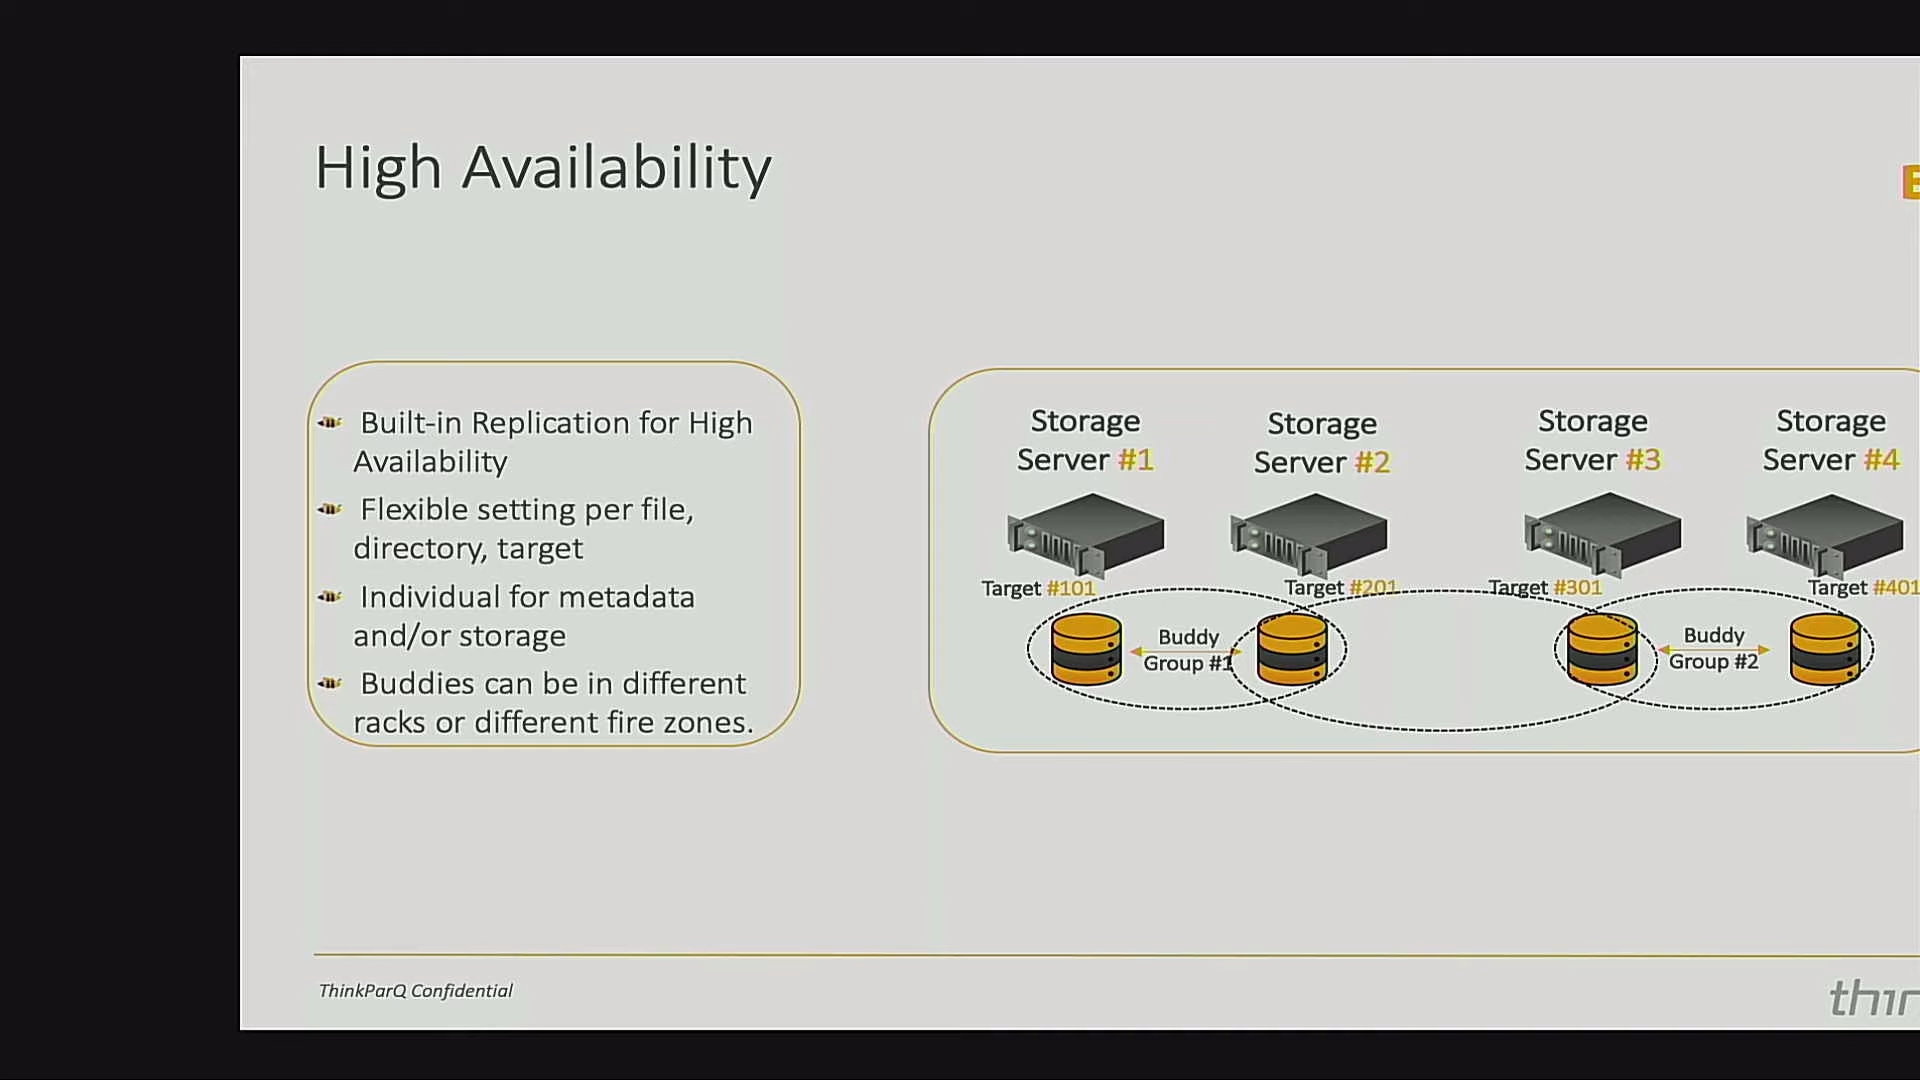 High Availability
Built-in Replication for High
Availability
Flexible setting per file,
directory, target
Individual for metadata
and/or storage
Buddies can be in different
racks or different fire zones.
Storage
Server #1
Storage
Server #2
Storage
Server #3
Storage
Server #4
Target #101
Target #201
Target #301
Target #401
Buddy
Group #1
Buddy
Group #2
ThinkParQ Confidential